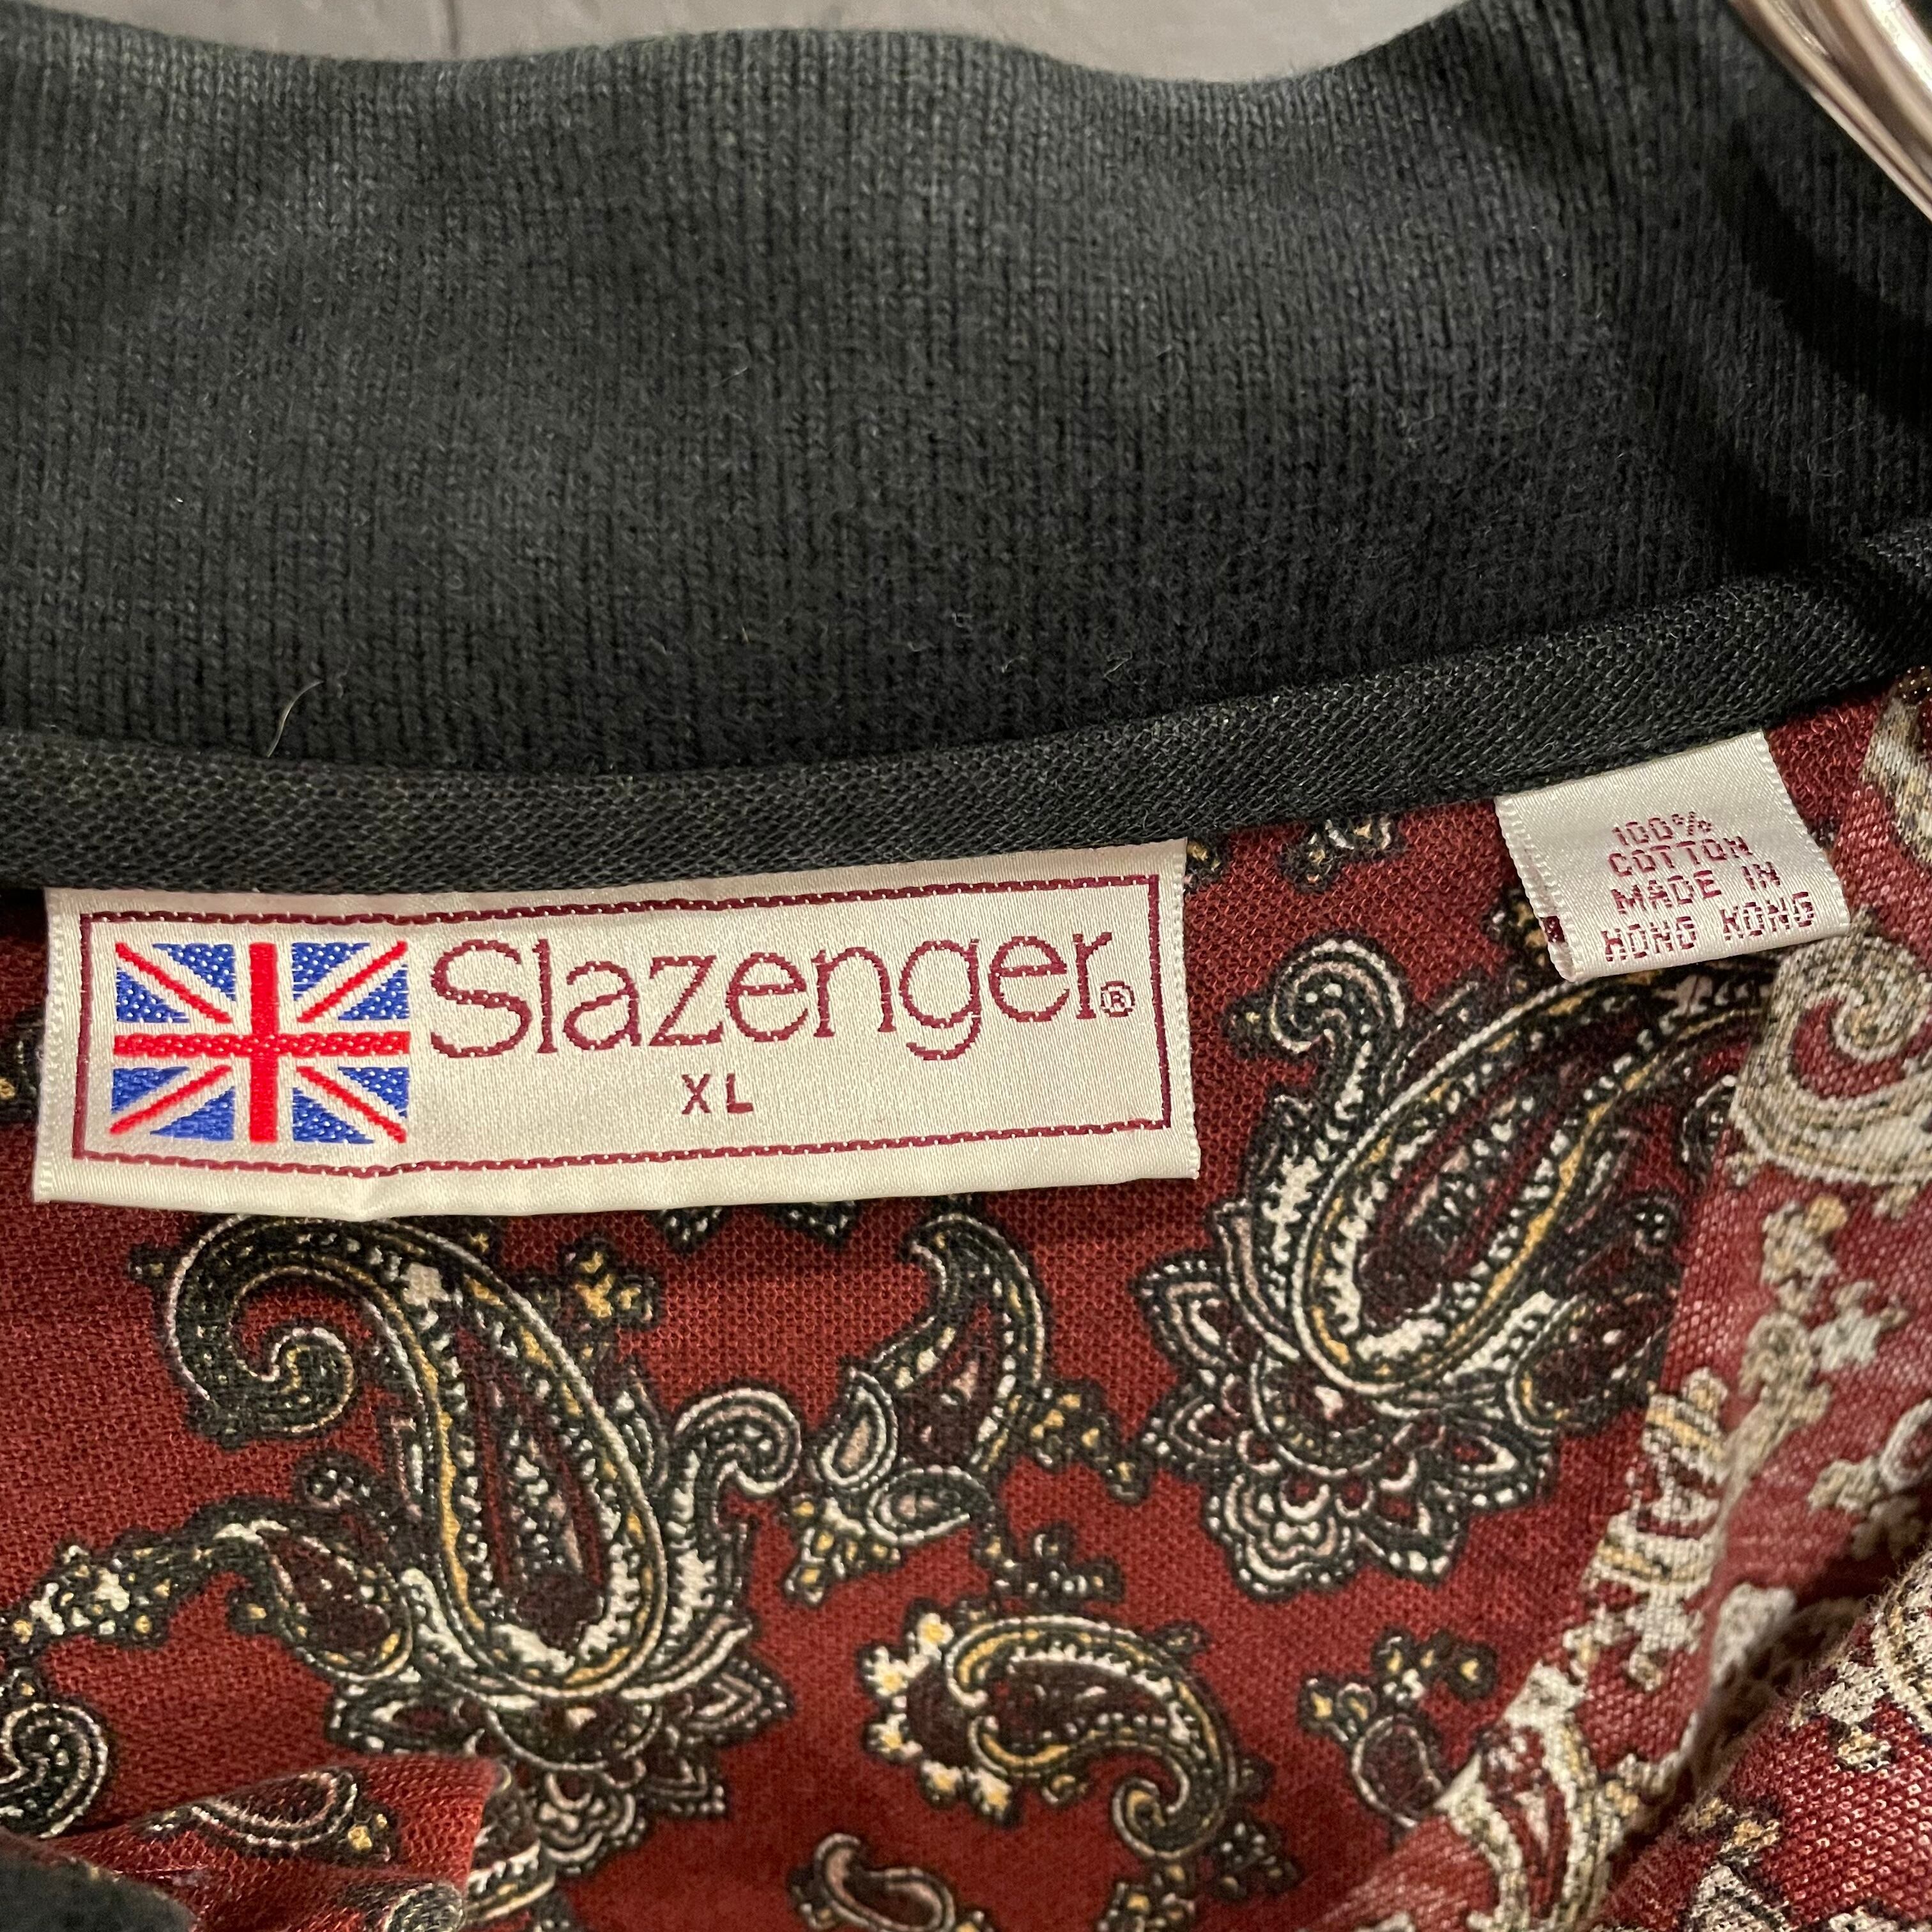 Slazenger®
XL
100%
COTTON
MADE IN
HONG KONG